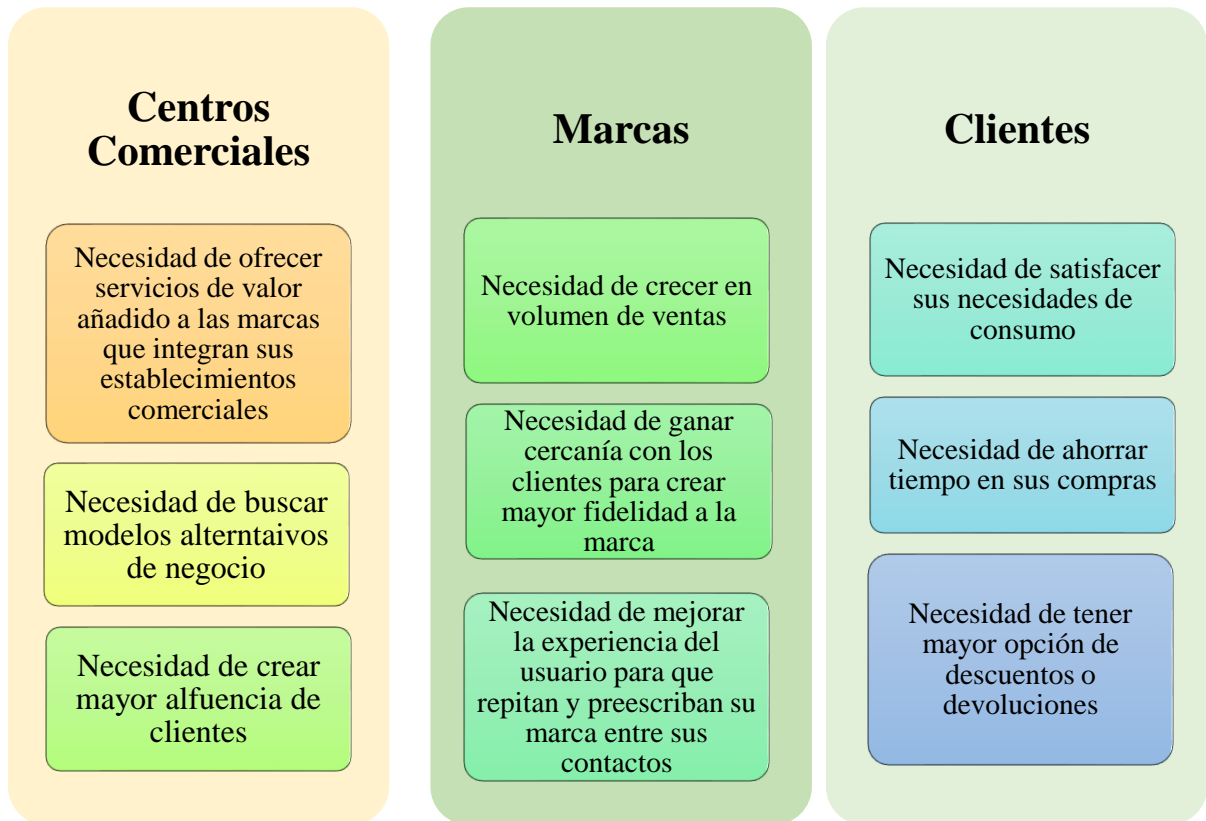 Centros
Comerciales
Necesidad de ofrecer
servicios de valor
añadido a las marcas
que integran sus
establecimientos
comerciales
Necesidad de buscar
modelos alterntaivos
de negocio
Necesidad de crear
mayor alfuencia de
clientes
Marcas
Necesidad de crecer en
volumen de ventas
Necesidad de ganar
cercanía con los
clientes para crear
mayor fidelidad a la
marca
Necesidad de mejorar
la experiencia del
usuario para que
repitan y preescriban su
marca entre sus
contactos
Clientes
Necesidad de satisfacer
sus necesidades de
consumo
Necesidad de ahorrar
tiempo en sus compras
Necesidad de tener
mayor opción de
descuentos o
devoluciones